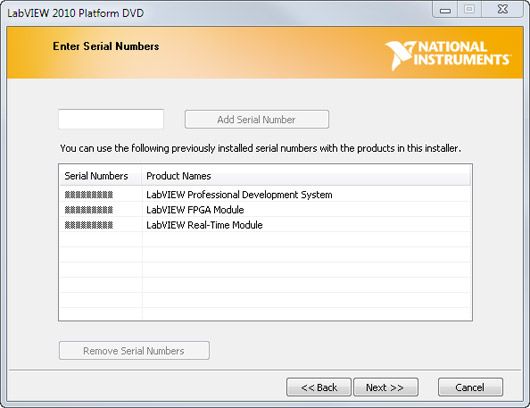 LabVIEW 2010 Platform DVD
Enter Serial Numbers
NATIONAL
INSTRUMENTS
Add Serial Number
You can use the following previously installed serial numbers with the products in this installer.
Serial Numbers Product Names
LabVIEW Professional Development System
LabVIEW FPGA Module
LabVIEW Real-Time Module
Remove Serial Numbers
<< Back Next >> Cancel